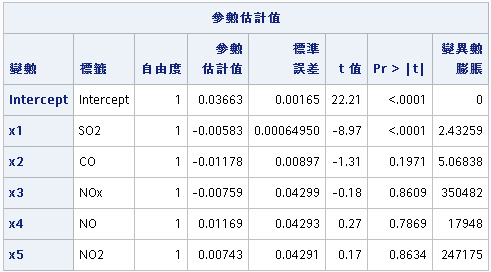 參數估計值
變數 標籤 自由度 參數估計值 標準誤差 t 值 Pr > |t| 變異數膨脹
Intercept Intercept 1 0.03663 0.00165 22.21 <.0001 0
x1 SO2 1 -0.00583 0.00064950 -8.97 <.0001 2.43259
x2 CO 1 -0.01178 0.00897 -1.31 0.1971 5.06838
x3 NOx 1 -0.00759 0.04299 -0.18 0.8609 350482
x4 NO 1 0.01169 0.04293 0.27 0.7869 17948
x5 NO2 1 0.00743 0.04291 0.17 0.8634 247175